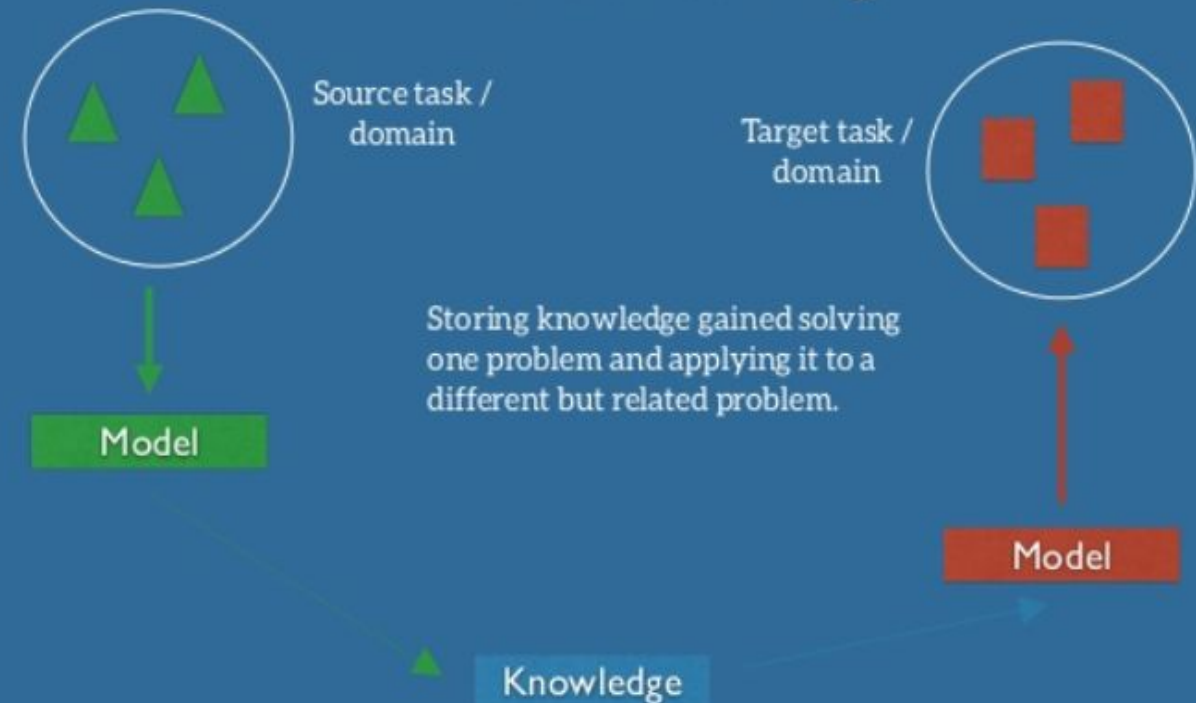 Source task /
domain
Target task /
domain
Storing knowledge gained solving
one problem and applying it to a
different but related problem.
Model
Model
Knowledge